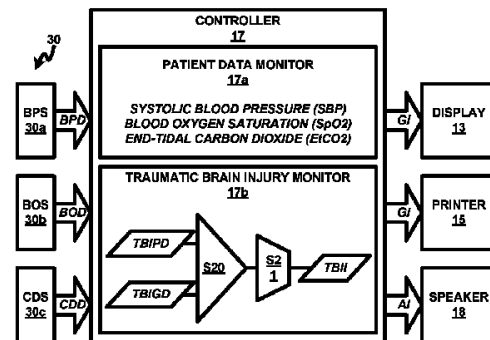 30
CONTROLLER
17
PATIENT DATA MONITOR
17a
SYSTOLIC BLOOD PRESSURE (SBP)
BLOOD OXYGEN SATURATION (SpO2)
END-TIDAL CARBON DIOXIDE (EtCO2)
BPS
30a
BPD
GI
DISPLAY
13
TRAUMATIC BRAIN INJURY MONITOR
17b
BOS
30b
BOD
TBIPD
TBIGD
S20
S2
1
TBII
GI
PRINTER
15
CDS
30c
CDD
AI
SPEAKER
18